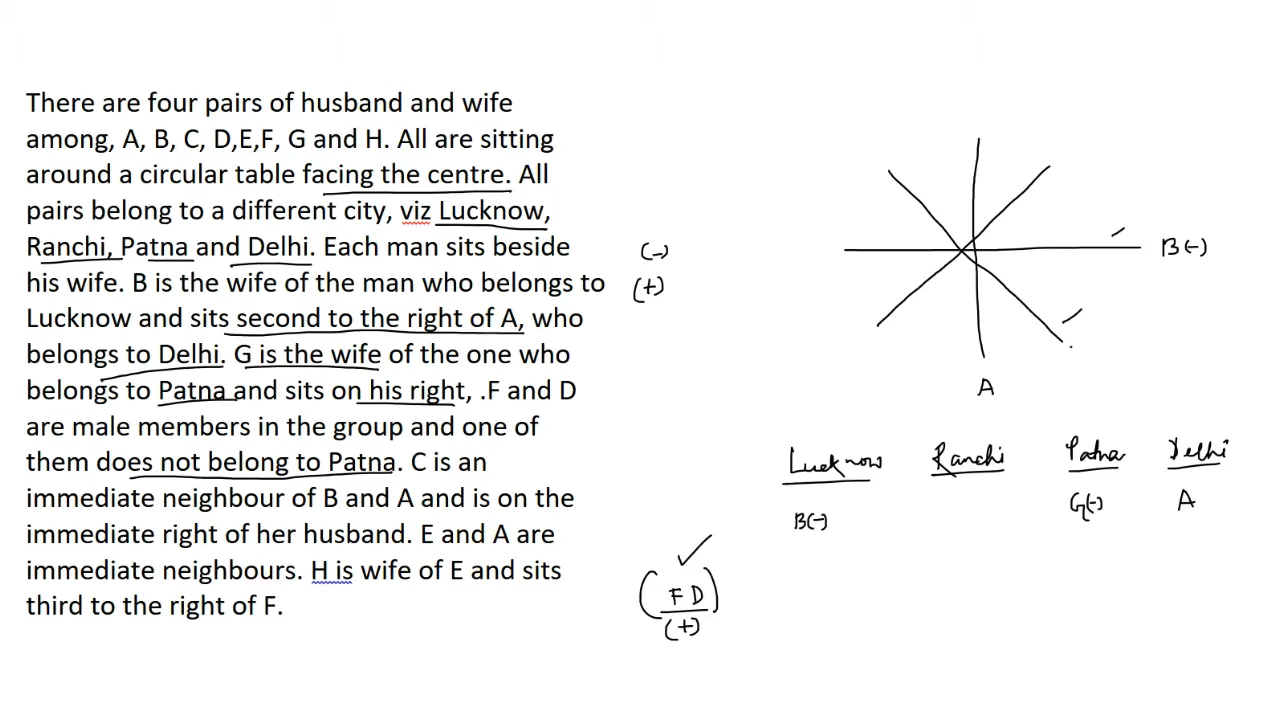 There are four pairs of husband and wife
among, A, B, C, D,E,F, G and H. All are sitting
around a circular table facing the centre. All
pairs belong to a different city, viz Lucknow,
Ranchi, Patna and Delhi. Each man sits beside
his wife. B is the wife of the man who belongs to
Lucknow and sits second to the right of A, who
belongs to Delhi. G is the wife of the one who
belongs to Patna and sits on his right, .F and D
are male members in the group and one of
them does not belong to Patna. C is an
immediate neighbour of B and A and is on the
immediate right of her husband. E and A are
immediate neighbours. H is wife of E and sits
third to the right of F.
(-)
(+)
F D
(+)
B(-)
A
Lucknow Ranchi Patna Delhi
B(-) G(-) A